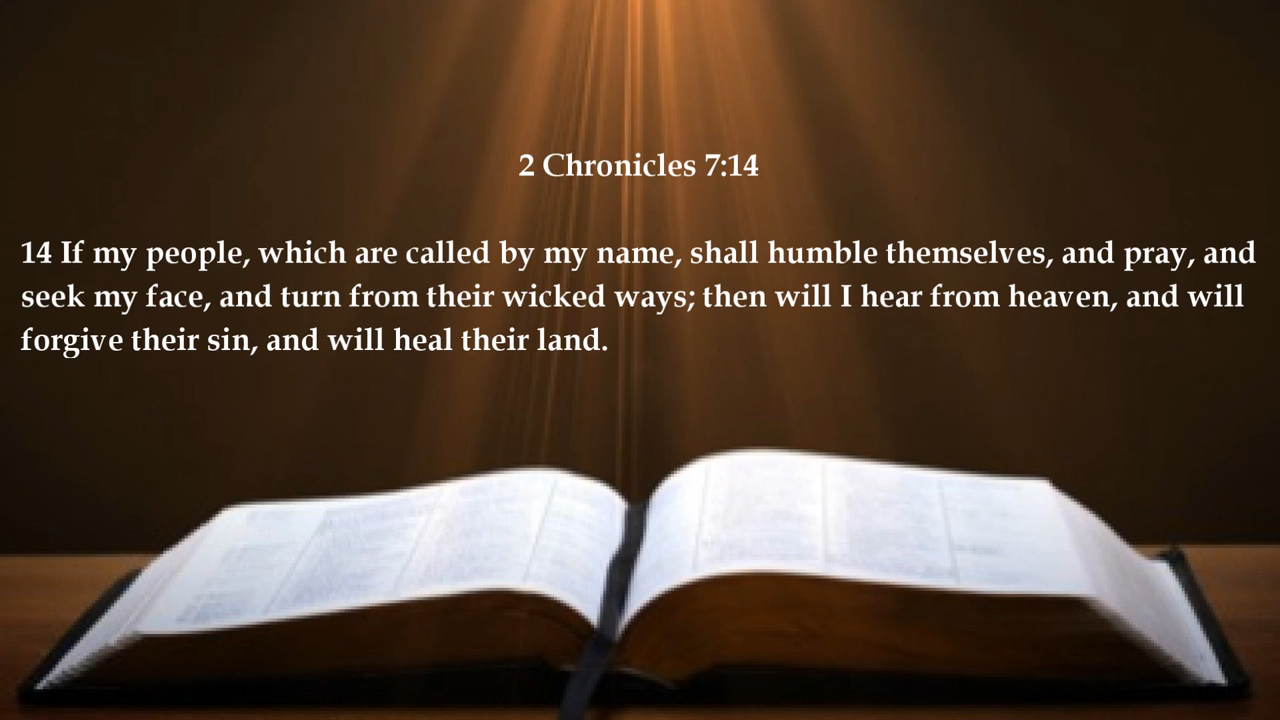 2 Chronicles 7:14
14 If my people, which are called by my name, shall humble themselves, and pray, and
seek my face, and turn from their wicked ways; then will I hear from heaven, and will
forgive their sin, and will heal their land.